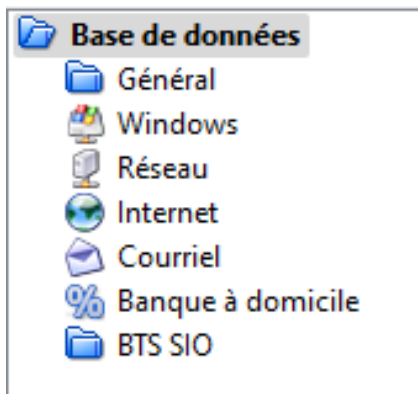 Base de données
Général
Windows
Réseau
Internet
Courriel
Banque à domicile
BTS SIO